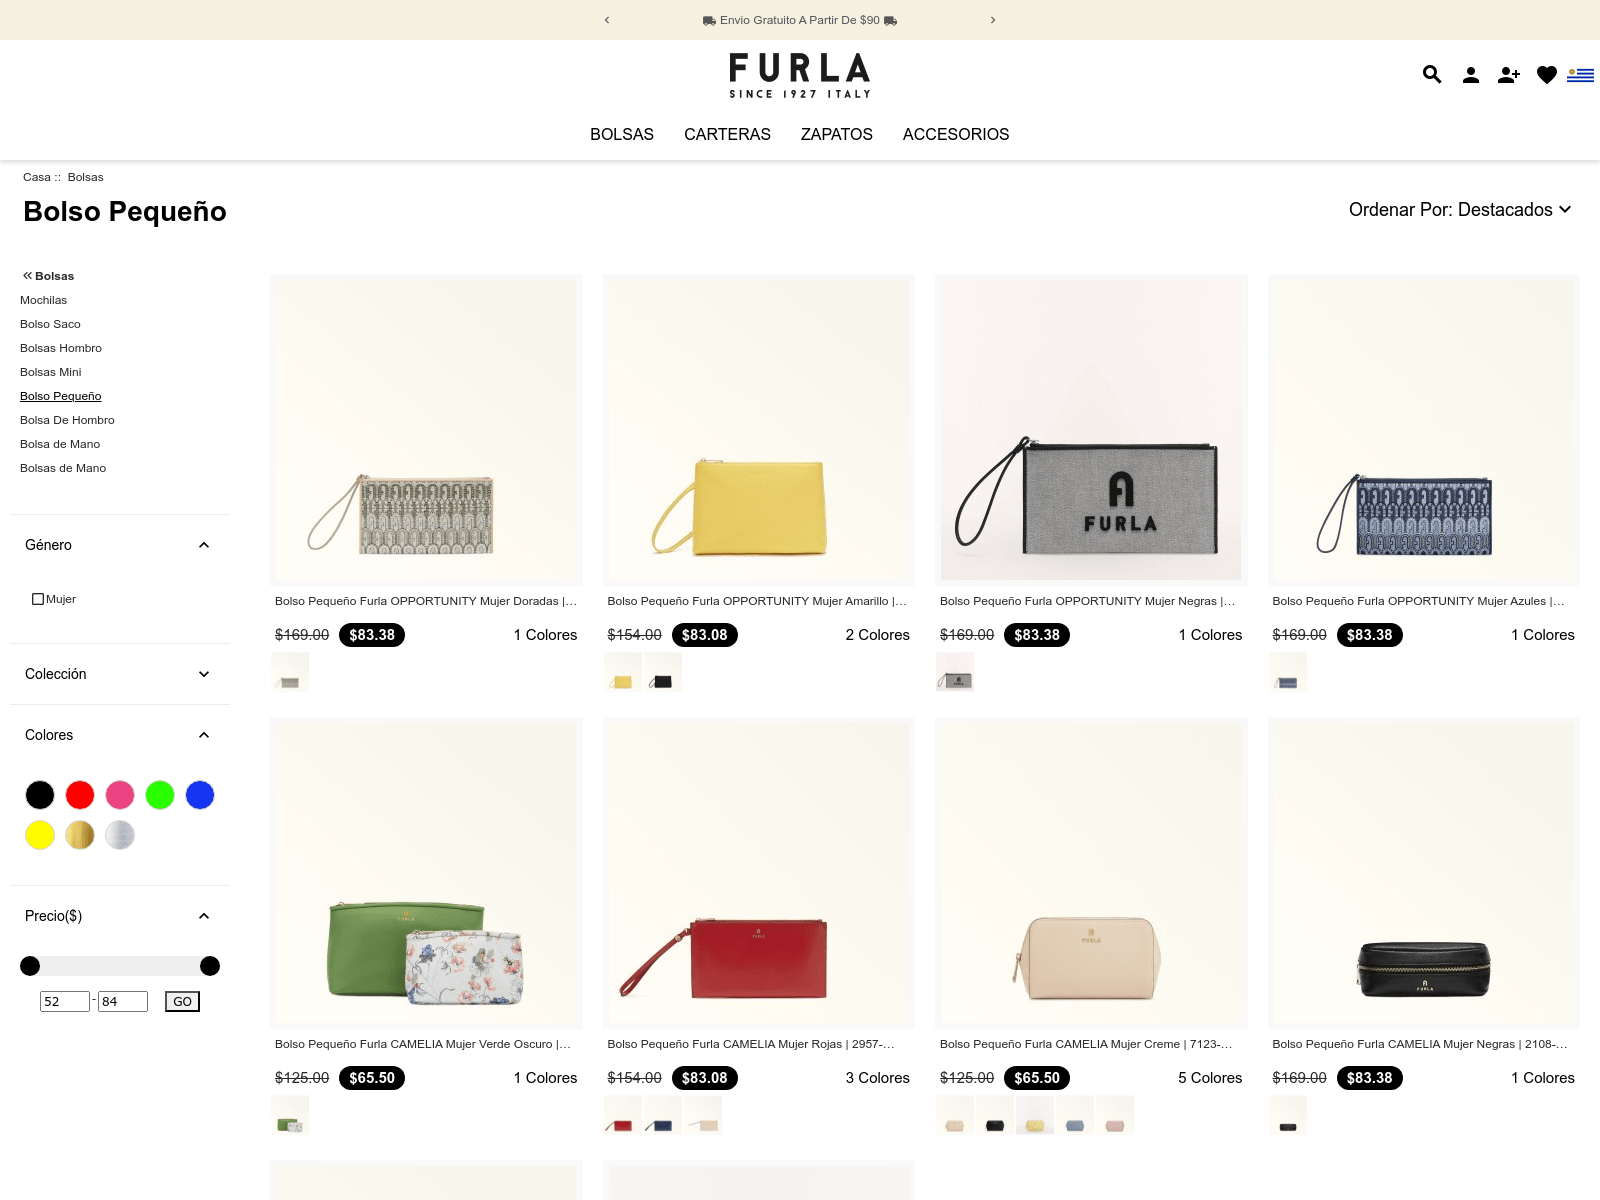 Envio Gratuito A Partir De $90
FURLA
SINCE 1927 ITALY
BOLSAS CARTERAS ZAPATOS ACCESORIOS
Casa :: Bolsas
Bolso Pequeño
Ordenar Por: Destacados
Bolsas
Mochilas
Bolso Saco
Bolsas Hombro
Bolsas Mini
Bolso Pequeño
Bolsa De Hombro
Bolsa de Mano
Bolsas de Mano
Género
Mujer
Colección
Colores
Precio($)
52 - 84 GO
FURLA
Bolso Pequeño Furla OPPORTUNITY Mujer Doradas |...
$169.00 $83.38 1 Colores
Bolso Pequeño Furla OPPORTUNITY Mujer Amarillo |...
$154.00 $83.08 2 Colores
Bolso Pequeño Furla OPPORTUNITY Mujer Negras |...
$169.00 $83.38 1 Colores
Bolso Pequeño Furla OPPORTUNITY Mujer Azules |...
$169.00 $83.38 1 Colores
FURLA
FURLA
FURLA
FURLA
Bolso Pequeño Furla CAMELIA Mujer Verde Oscuro |...
$125.00 $65.50 1 Colores
Bolso Pequeño Furla CAMELIA Mujer Rojas | 2957-...
$154.00 $83.08 3 Colores
Bolso Pequeño Furla CAMELIA Mujer Creme | 7123-...
$125.00 $65.50 5 Colores
Bolso Pequeño Furla CAMELIA Mujer Negras | 2108-...
$169.00 $83.38 1 Colores